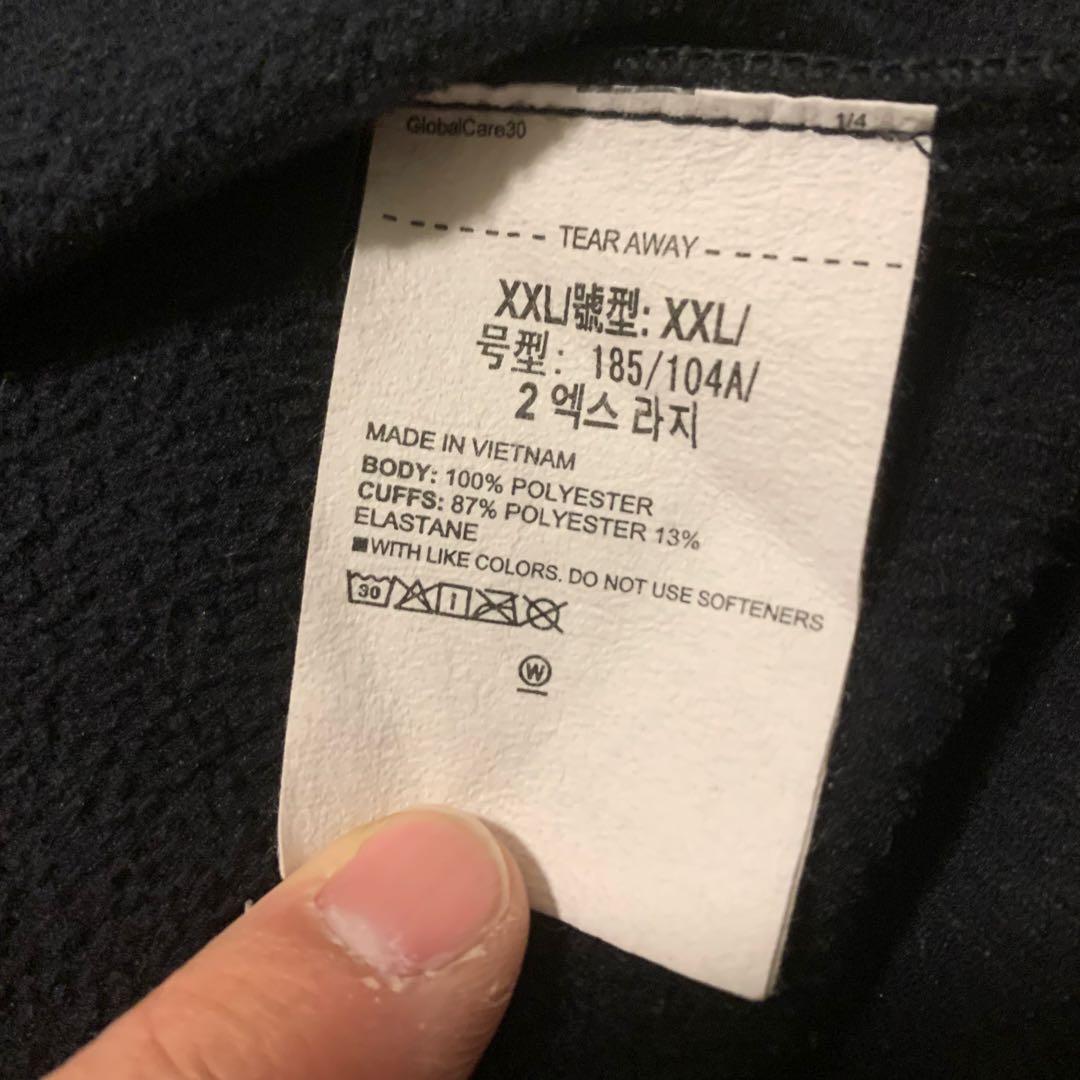 GlobalCare30 1/4
TEAR AWAY
XXL/號型: XXL/
号型: 185/104A/
2 엑스 라지
MADE IN VIETNAM
BODY: 100% POLYESTER
CUFFS: 87% POLYESTER 13%
ELASTANE
WITH LIKE COLORS. DO NOT USE SOFTENERS
30
W